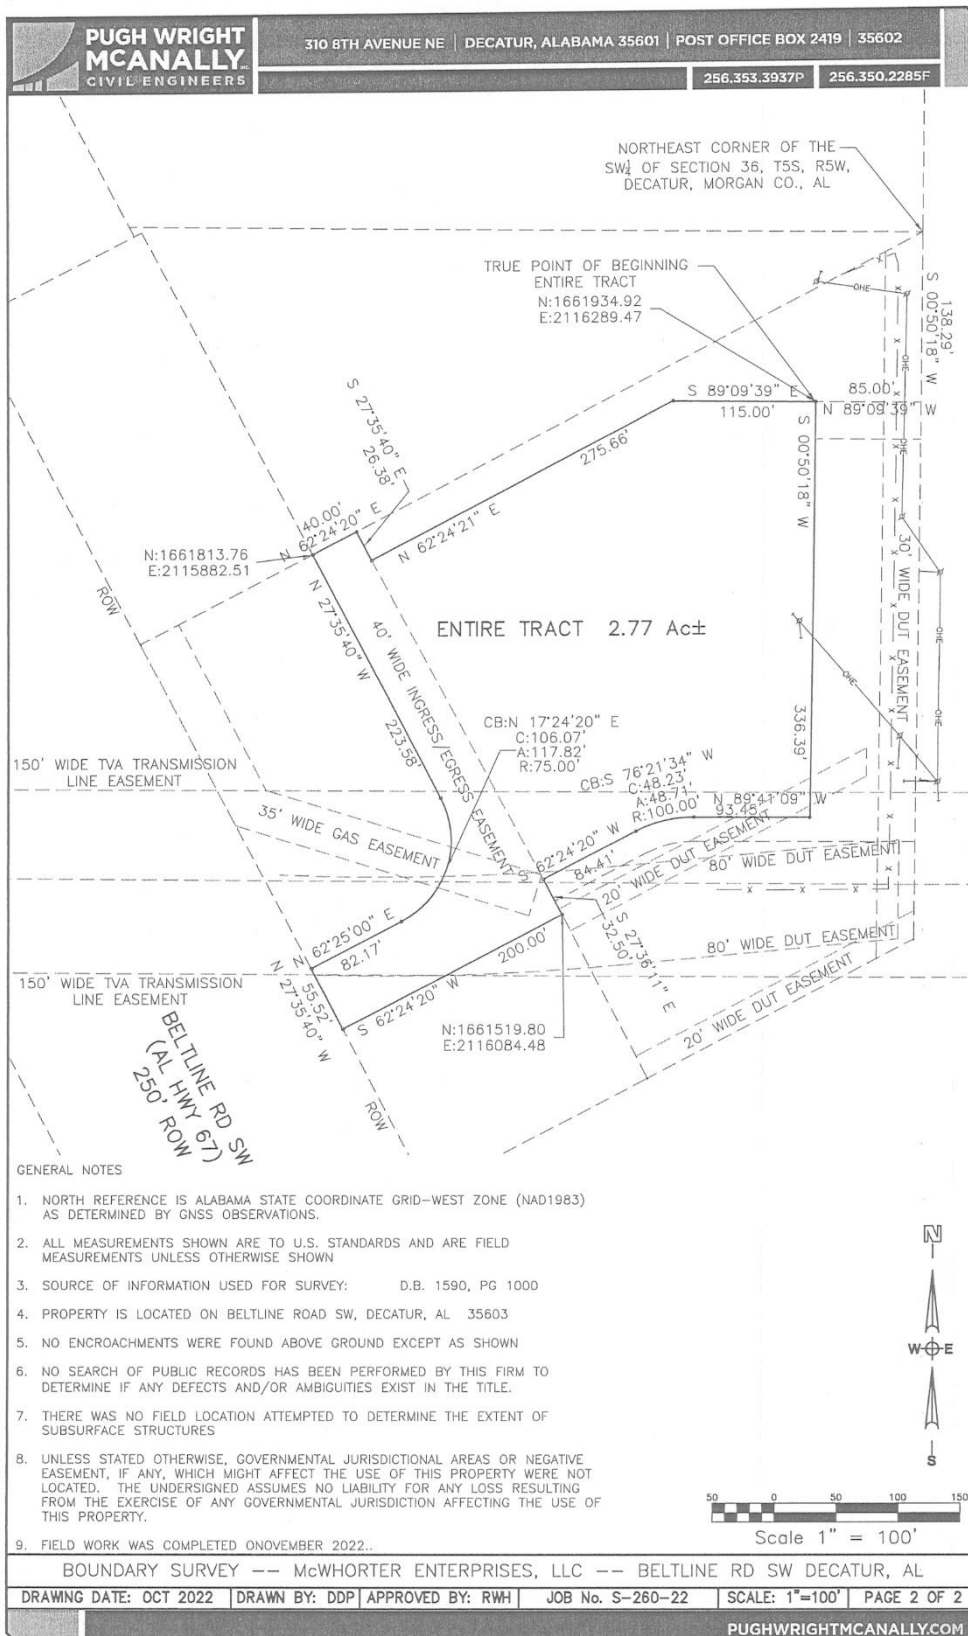 PUGH WRIGHT
MCANALLY INC.
CIVIL ENGINEERS
310 8TH AVENUE NE | DECATUR, ALABAMA 35601 | POST OFFICE BOX 2419 | 35602
256.353.3937P
256.350.2285F
NORTHEAST CORNER OF THE
SW¼ OF SECTION 36, T5S, R5W,
DECATUR, MORGAN CO., AL
TRUE POINT OF BEGINNING
ENTIRE TRACT
N:1661934.92
E:2116289.47
OHE
S 00°50'18" W
138.29'
OHE
S 89°09'39" E
115.00'
85.00'
N 89°09'39" W
S 27°35'40" E
26.38'
275.66'
N 62°24'21" E
S 00°50'18" W
336.39'
OHE
40.00'
N 62°24'20" E
N:1661813.76
E:2115882.51
N 27°35'40" W
223.58'
ROW
40' WIDE INGRESS/EGRESS EASEMENT
ENTIRE TRACT 2.77 Ac±
30' WIDE DUT EASEMENT
OHE
OHE
CB:N 17°24'20" E
C:106.07'
A:117.82'
R:75.00'
CB:S 76°21'34" W
C:48.23'
A:48.71'
R:100.00'
N 89°41'09" W
93.45'
150' WIDE TVA TRANSMISSION
LINE EASEMENT
35' WIDE GAS EASEMENT
S 62°24'20" W
84.41'
20' WIDE DUT EASEMENT
80' WIDE DUT EASEMENT
N 62°25'00" E
82.17'
200.00'
S 62°24'20" W
S 27°36'11" E
32.50'
80' WIDE DUT EASEMENT
150' WIDE TVA TRANSMISSION
LINE EASEMENT
55.52'
N 27°35'40" W
N:1661519.80
E:2116084.48
20' WIDE DUT EASEMENT
BELTLINE RD SW
(AL HWY 67)
250' ROW
ROW
GENERAL NOTES
1. NORTH REFERENCE IS ALABAMA STATE COORDINATE GRID-WEST ZONE (NAD1983)
AS DETERMINED BY GNSS OBSERVATIONS.
2. ALL MEASUREMENTS SHOWN ARE TO U.S. STANDARDS AND ARE FIELD
MEASUREMENTS UNLESS OTHERWISE SHOWN
3. SOURCE OF INFORMATION USED FOR SURVEY: D.B. 1590, PG 1000
4. PROPERTY IS LOCATED ON BELTLINE ROAD SW, DECATUR, AL 35603
5. NO ENCROACHMENTS WERE FOUND ABOVE GROUND EXCEPT AS SHOWN
6. NO SEARCH OF PUBLIC RECORDS HAS BEEN PERFORMED BY THIS FIRM TO
DETERMINE IF ANY DEFECTS AND/OR AMBIGUITIES EXIST IN THE TITLE.
7. THERE WAS NO FIELD LOCATION ATTEMPTED TO DETERMINE THE EXTENT OF
SUBSURFACE STRUCTURES
8. UNLESS STATED OTHERWISE, GOVERNMENTAL JURISDICTIONAL AREAS OR NEGATIVE
EASEMENT, IF ANY, WHICH MIGHT AFFECT THE USE OF THIS PROPERTY WERE NOT
LOCATED. THE UNDERSIGNED ASSUMES NO LIABILITY FOR ANY LOSS RESULTING
FROM THE EXERCISE OF ANY GOVERNMENTAL JURISDICTION AFFECTING THE USE OF
THIS PROPERTY.
9. FIELD WORK WAS COMPLETED ONOVEMBER 2022..
N
W E
S
50 0 50 100 150
Scale 1" = 100'
BOUNDARY SURVEY -- McWHORTER ENTERPRISES, LLC -- BELTLINE RD SW DECATUR, AL
DRAWING DATE: OCT 2022 | DRAWN BY: DDP | APPROVED BY: RWH | JOB No. S-260-22 | SCALE: 1"=100' | PAGE 2 OF 2
PUGHWRIGHTMCANALLY.COM